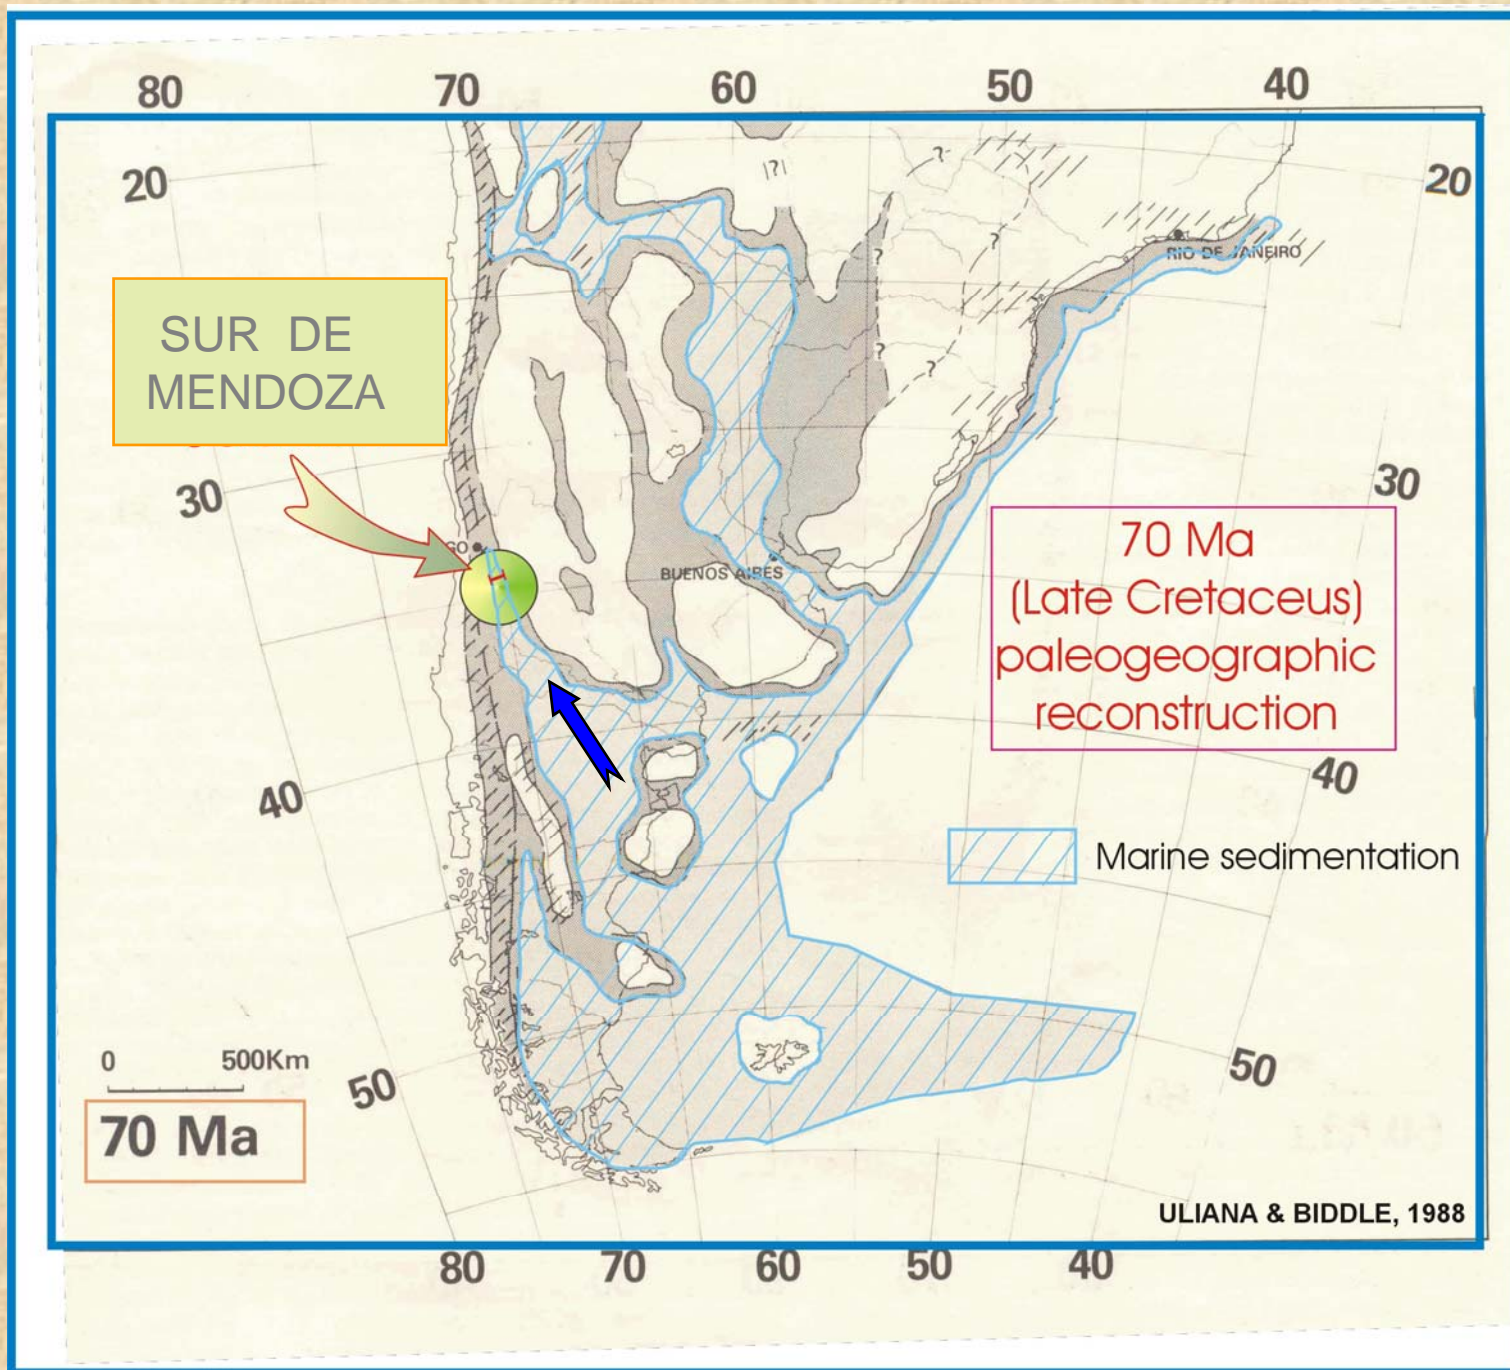 80 70 60 50 40
20 20
|?|
?
?
RIO DE JANEIRO
?
?
?
?
SUR DE
MENDOZA
30 30
GO
BUENOS AIRES
70 Ma
(Late Cretaceus)
paleogeographic
reconstruction
40 40
Marine sedimentation
0 500Km
50 50
70 Ma
ULIANA & BIDDLE, 1988
80 70 60 50 40